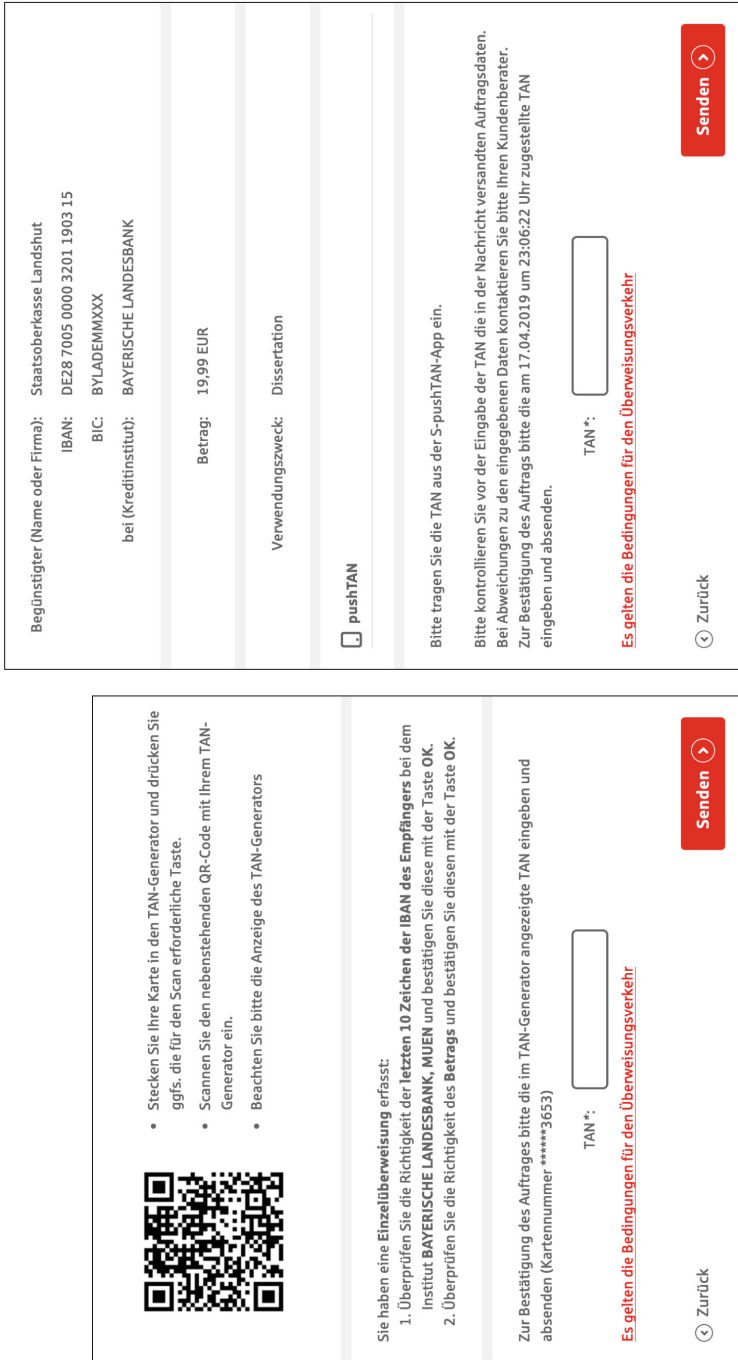 Stecken Sie Ihre Karte in den TAN-Generator und drücken Sie
ggfs. die für den Scan erforderliche Taste.
Scannen Sie den nebenstehenden QR-Code mit Ihrem TAN-
Generator ein.
Beachten Sie bitte die Anzeige des TAN-Generators
Sie haben eine Einzelüberweisung erfasst:
1. Überprüfen Sie die Richtigkeit der letzten 10 Zeichen der IBAN des Empfängers bei dem
Institut BAYERISCHE LANDESBANK, MUEN und bestätigen Sie diese mit der Taste OK.
2. Überprüfen Sie die Richtigkeit des Betrags und bestätigen Sie diesen mit der Taste OK.
Zur Bestätigung des Auftrages bitte die im TAN-Generator angezeigte TAN eingeben und
absenden (Kartennummer ******3653)
TAN*:
Es gelten die Bedingungen für den Überweisungsverkehr
Zurück
Senden
Begünstigter (Name oder Firma): Staatsoberkasse Landshut
IBAN: DE28 7005 0000 3201 1903 15
BIC: BYLADEMMXXX
bei (Kreditinstitut): BAYERISCHE LANDESBANK
Betrag: 19,99 EUR
Verwendungszweck: Dissertation
pushTAN
Bitte tragen Sie die TAN aus der S-pushTAN-App ein.
Bitte kontrollieren Sie vor der Eingabe der TAN die in der Nachricht versandten Auftragsdaten.
Bei Abweichungen zu den eingegebenen Daten kontaktieren Sie bitte Ihren Kundenberater.
Zur Bestätigung des Auftrags bitte die am 17.04.2019 um 23:06:22 Uhr zugestellte TAN
eingeben und absenden.
TAN*:
Es gelten die Bedingungen für den Überweisungsverkehr
Zurück
Senden